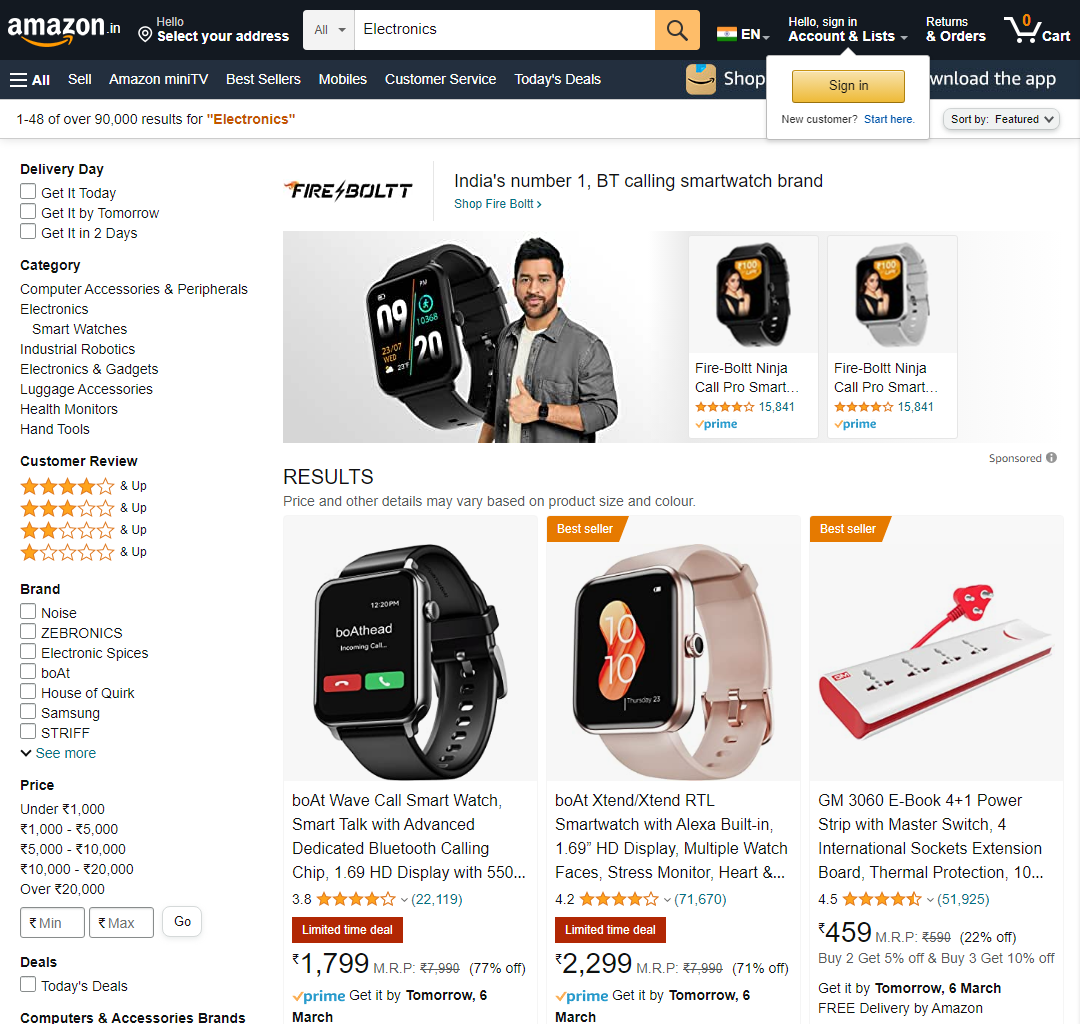 amazon.in
Hello
Select your address
All
Electronics
EN
Hello, sign in
Account & Lists
Returns
& Orders
0
Cart
All
Sell
Amazon miniTV
Best Sellers
Mobiles
Customer Service
Today's Deals
Shop
wnload the app
Sign in
New customer? Start here.
1-48 of over 90,000 results for "Electronics"
Sort by: Featured
Delivery Day
Get It Today
Get It by Tomorrow
Get It in 2 Days
Category
Computer Accessories & Peripherals
Electronics
Smart Watches
Industrial Robotics
Electronics & Gadgets
Luggage Accessories
Health Monitors
Hand Tools
Customer Review
& Up
& Up
& Up
& Up
Brand
Noise
ZEBRONICS
Electronic Spices
boAt
House of Quirk
Samsung
STRIFF
See more
Price
Under ₹1,000
₹1,000 - ₹5,000
₹5,000 - ₹10,000
₹10,000 - ₹20,000
Over ₹20,000
₹ Min
₹ Max
Go
Deals
Today's Deals
Computers & Accessories Brands
FIRE BOLTT
India's number 1, BT calling smartwatch brand
Shop Fire Boltt ›
PM
09
10368
23/07
WED
20
23°F
₹100
Fire-Boltt Ninja
Call Pro Smart…
15,841
prime
₹100
Fire-Boltt Ninja
Call Pro Smart…
15,841
prime
Sponsored
RESULTS
Price and other details may vary based on product size and colour.
12:20PM
boAthead
Incoming Call...
boAt Wave Call Smart Watch,
Smart Talk with Advanced
Dedicated Bluetooth Calling
Chip, 1.69 HD Display with 550…
3.8
(22,119)
Limited time deal
₹1,799 M.R.P: ₹7,990 (77% off)
prime Get it by Tomorrow, 6
March
Best seller
10
10
Thursday 23
boAt Xtend/Xtend RTL
Smartwatch with Alexa Built-in,
1.69” HD Display, Multiple Watch
Faces, Stress Monitor, Heart &…
4.2
(71,670)
Limited time deal
₹2,299 M.R.P: ₹7,990 (71% off)
prime Get it by Tomorrow, 6
March
Best seller
GM
GM 3060 E-Book 4+1 Power
Strip with Master Switch, 4
International Sockets Extension
Board, Thermal Protection, 10…
4.5
(51,925)
₹459 M.R.P: ₹590 (22% off)
Buy 2 Get 5% off & Buy 3 Get 10% off
Get it by Tomorrow, 6 March
FREE Delivery by Amazon